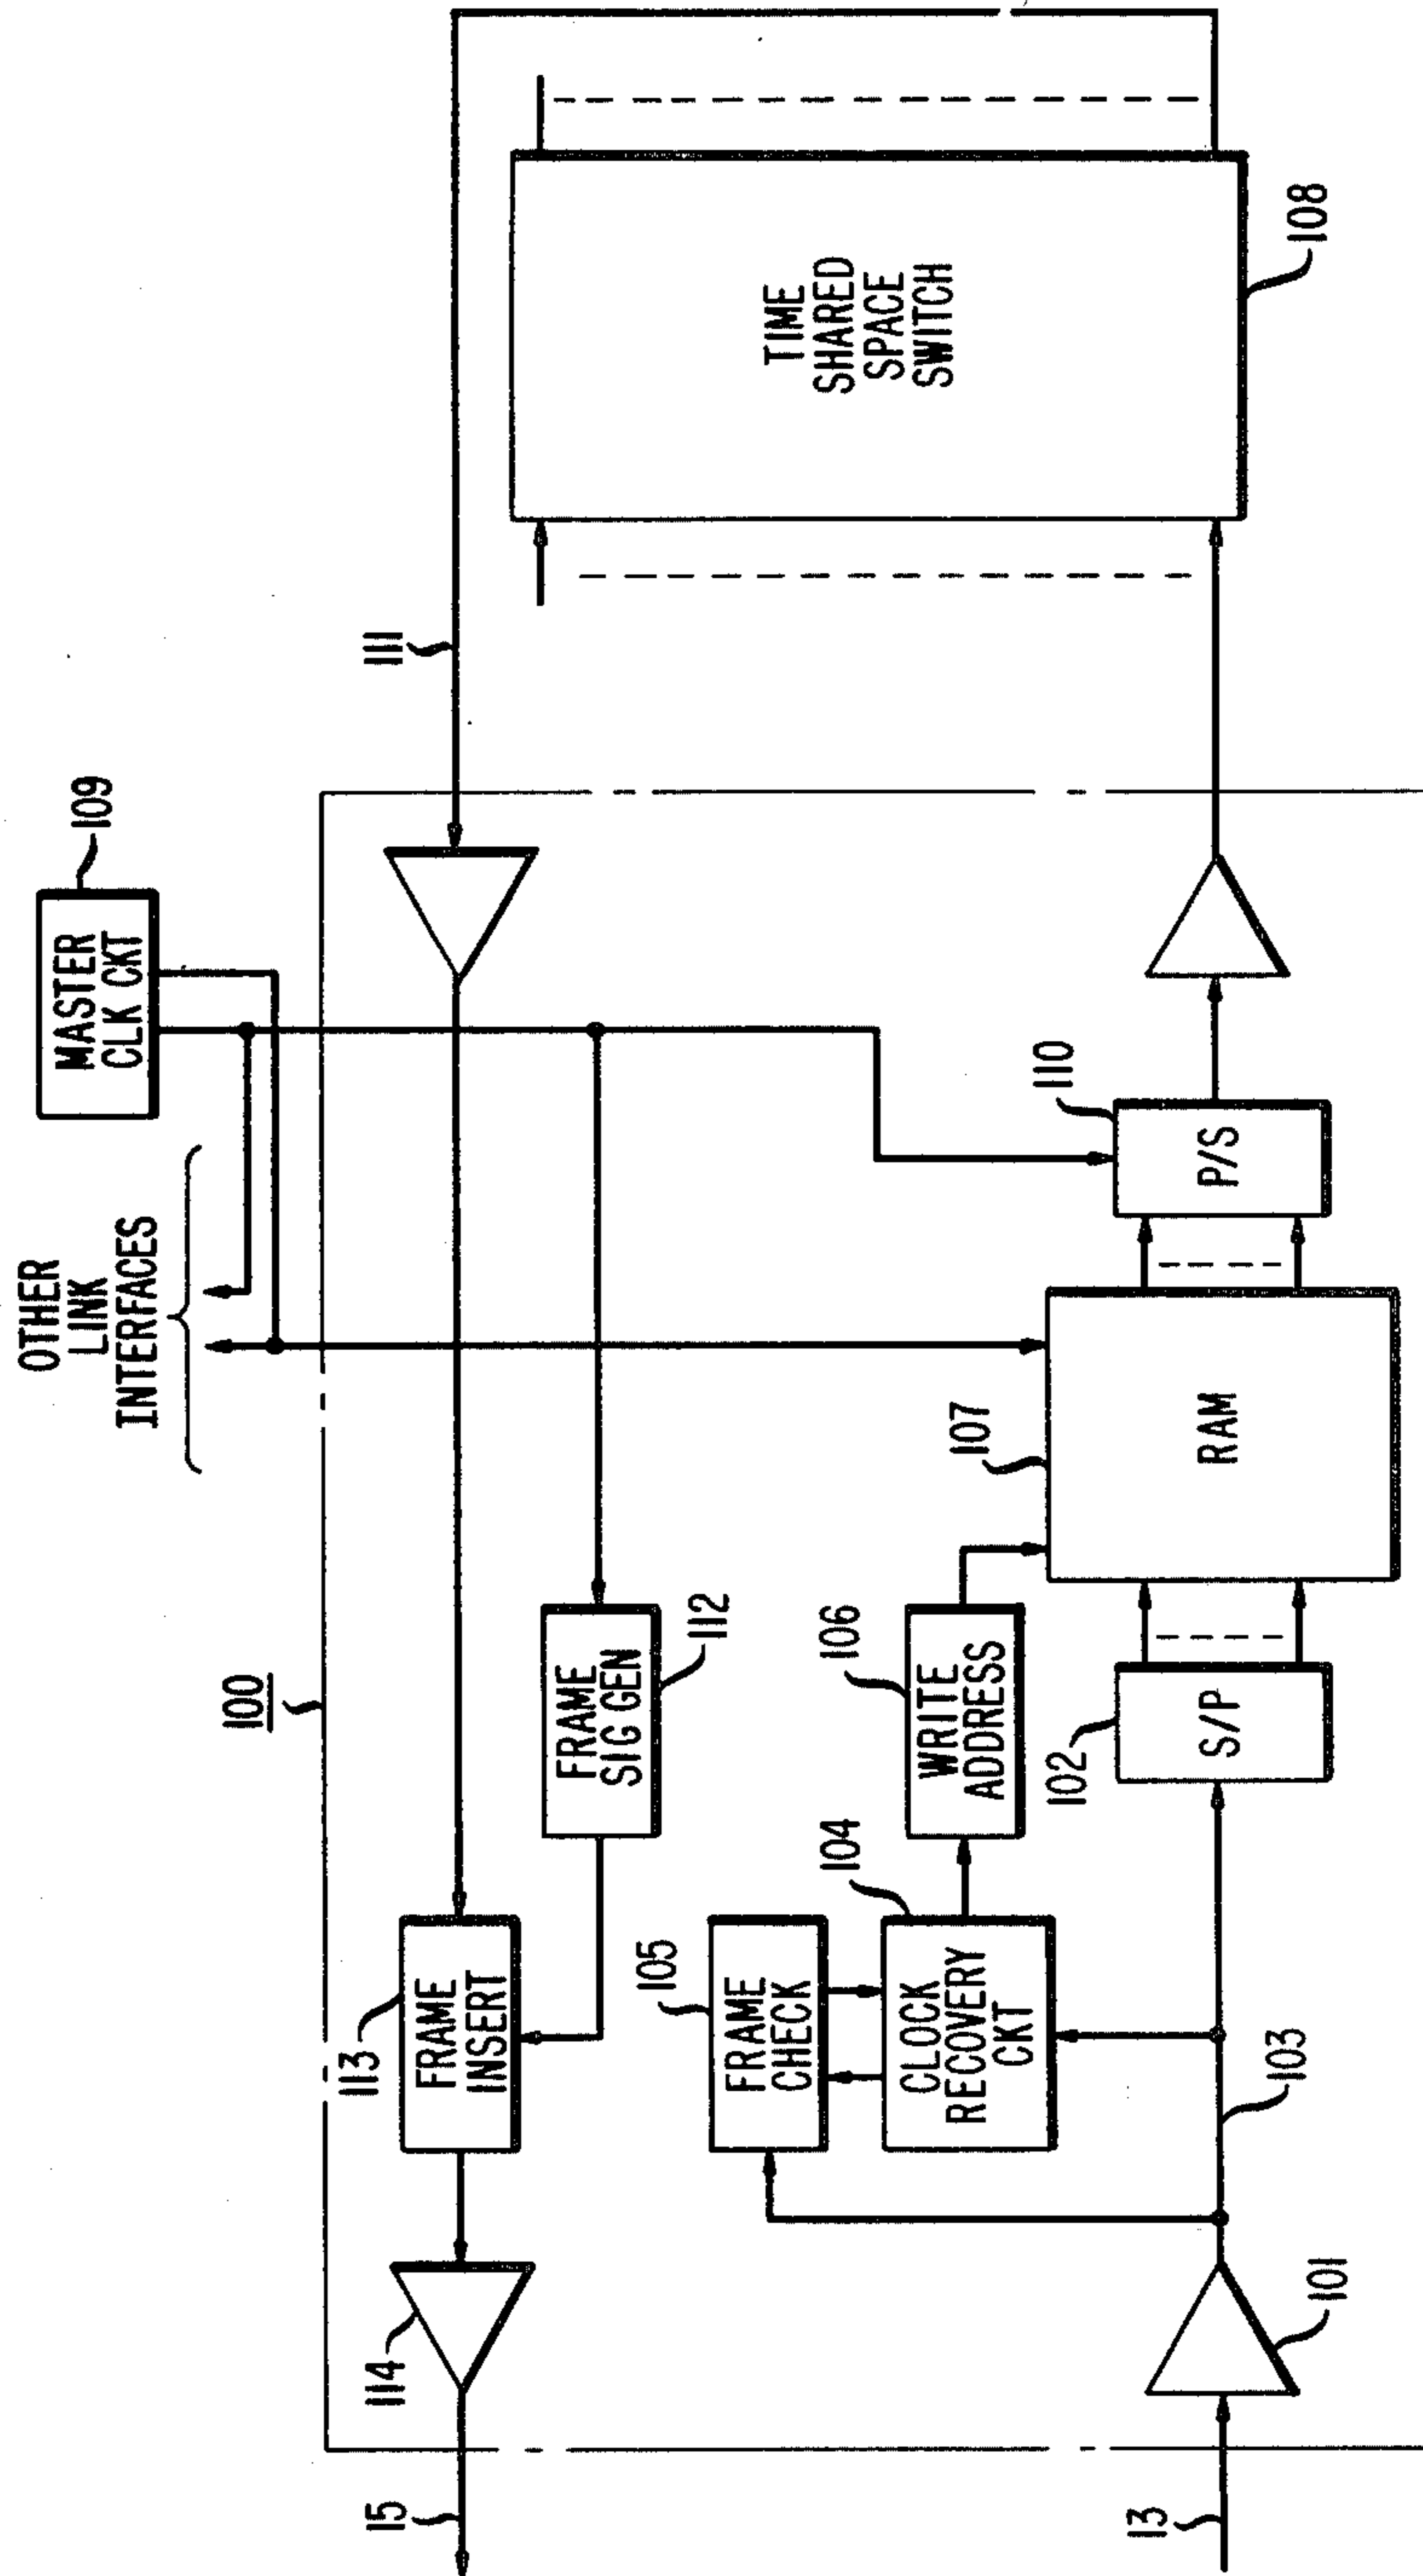 OTHER
LINK
INTERFACES
MASTER
CLK CKT
109
100
111
113
FRAME
INSERT
114
15
FRAME
SIG GEN
112
TIME
SHARED
SPACE
SWITCH
108
105
FRAME
CHECK
104
CLOCK
RECOVERY
CKT
106
WRITE
ADDRESS
107
RAM
110
P/S
102
S/P
103
101
13